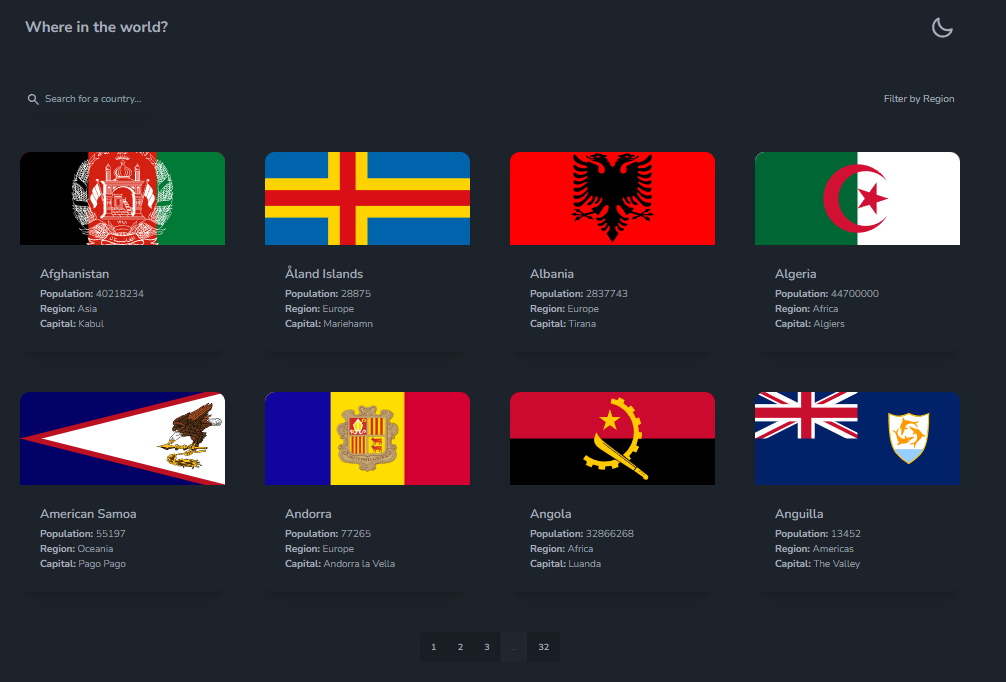 Where in the world?
Search for a country...
Filter by Region
Afghanistan
Population: 40218234
Region: Asia
Capital: Kabul
Åland Islands
Population: 28875
Region: Europe
Capital: Mariehamn
Albania
Population: 2837743
Region: Europe
Capital: Tirana
Algeria
Population: 44700000
Region: Africa
Capital: Algiers
American Samoa
Population: 55197
Region: Oceania
Capital: Pago Pago
Andorra
Population: 77265
Region: Europe
Capital: Andorra la Vella
Angola
Population: 32866268
Region: Africa
Capital: Luanda
Anguilla
Population: 13452
Region: Americas
Capital: The Valley
1 2 3 ... 32